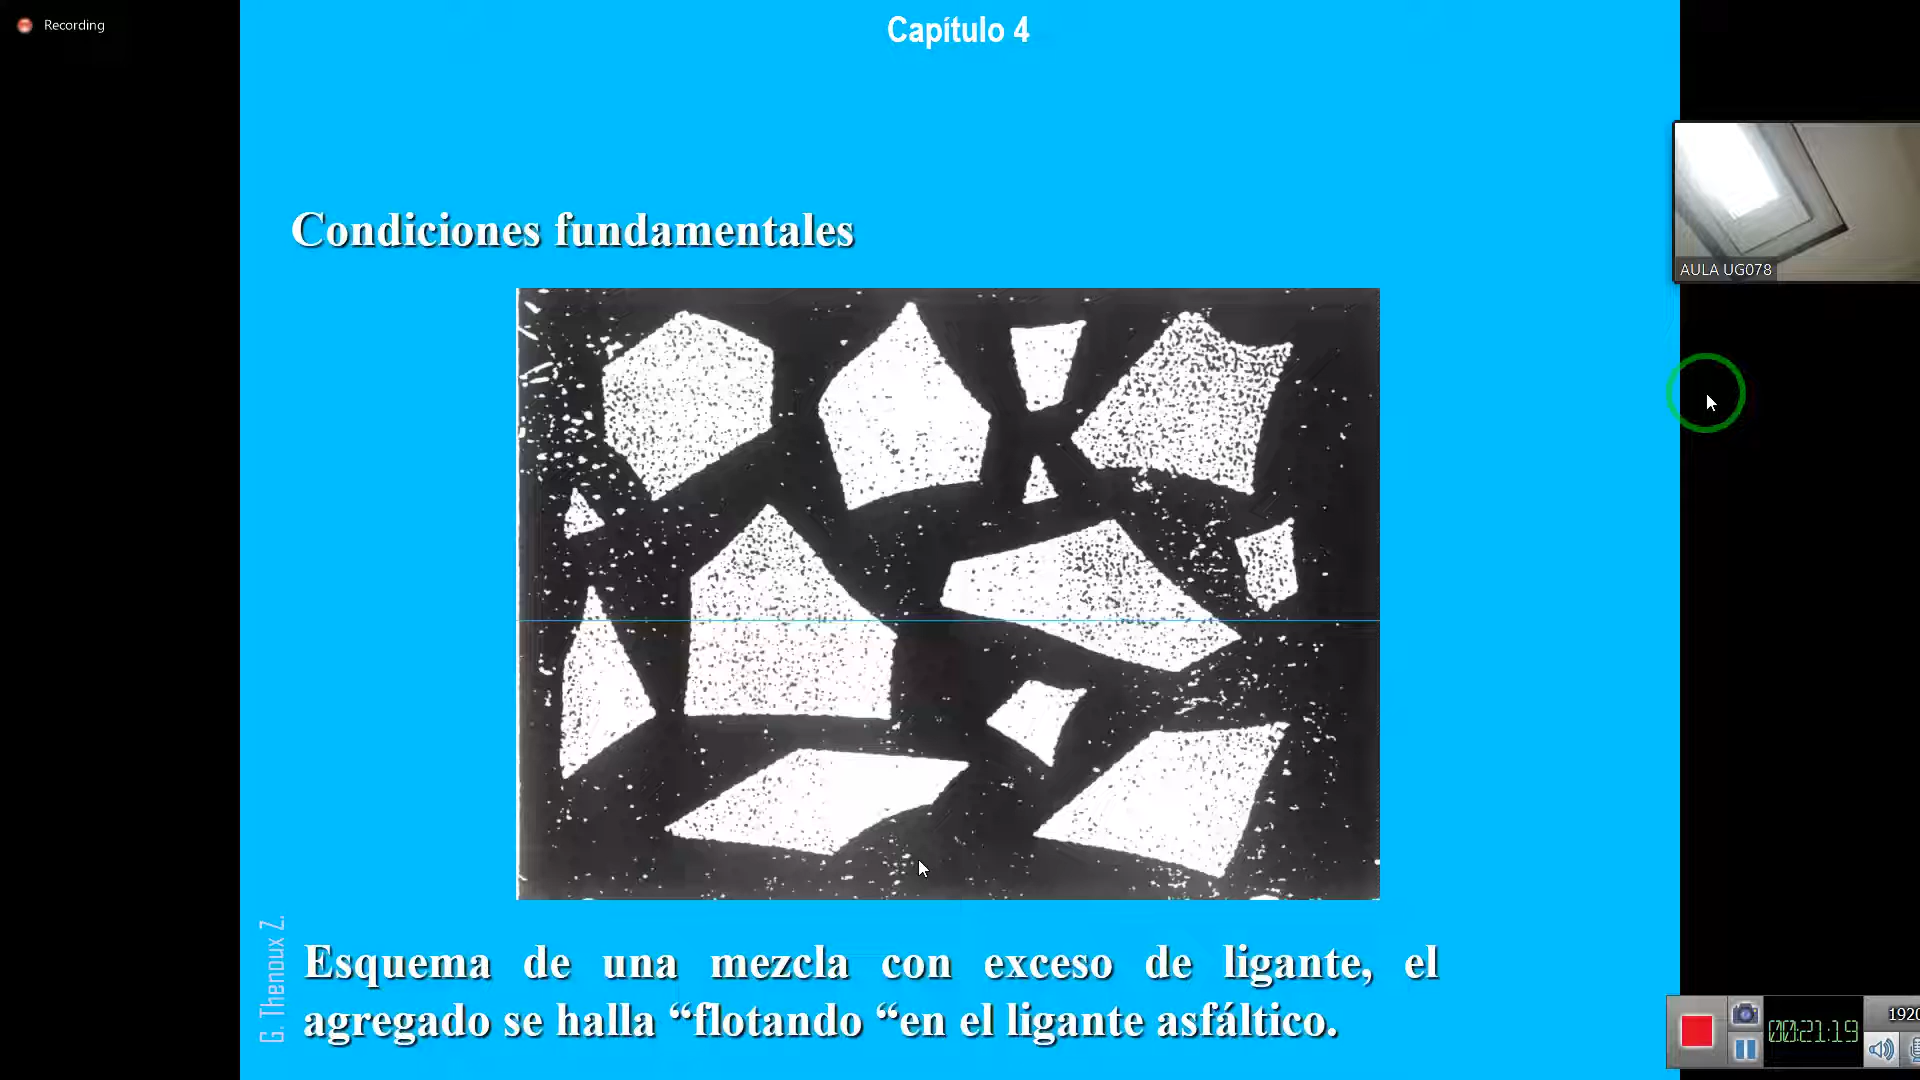 Recording
Capítulo 4
Condiciones fundamentales
AULA UG078
Esquema de una mezcla con exceso de ligante, el
agregado se halla “flotando “en el ligante asfáltico.
G. Thenoux Z.
00:21:19
1920